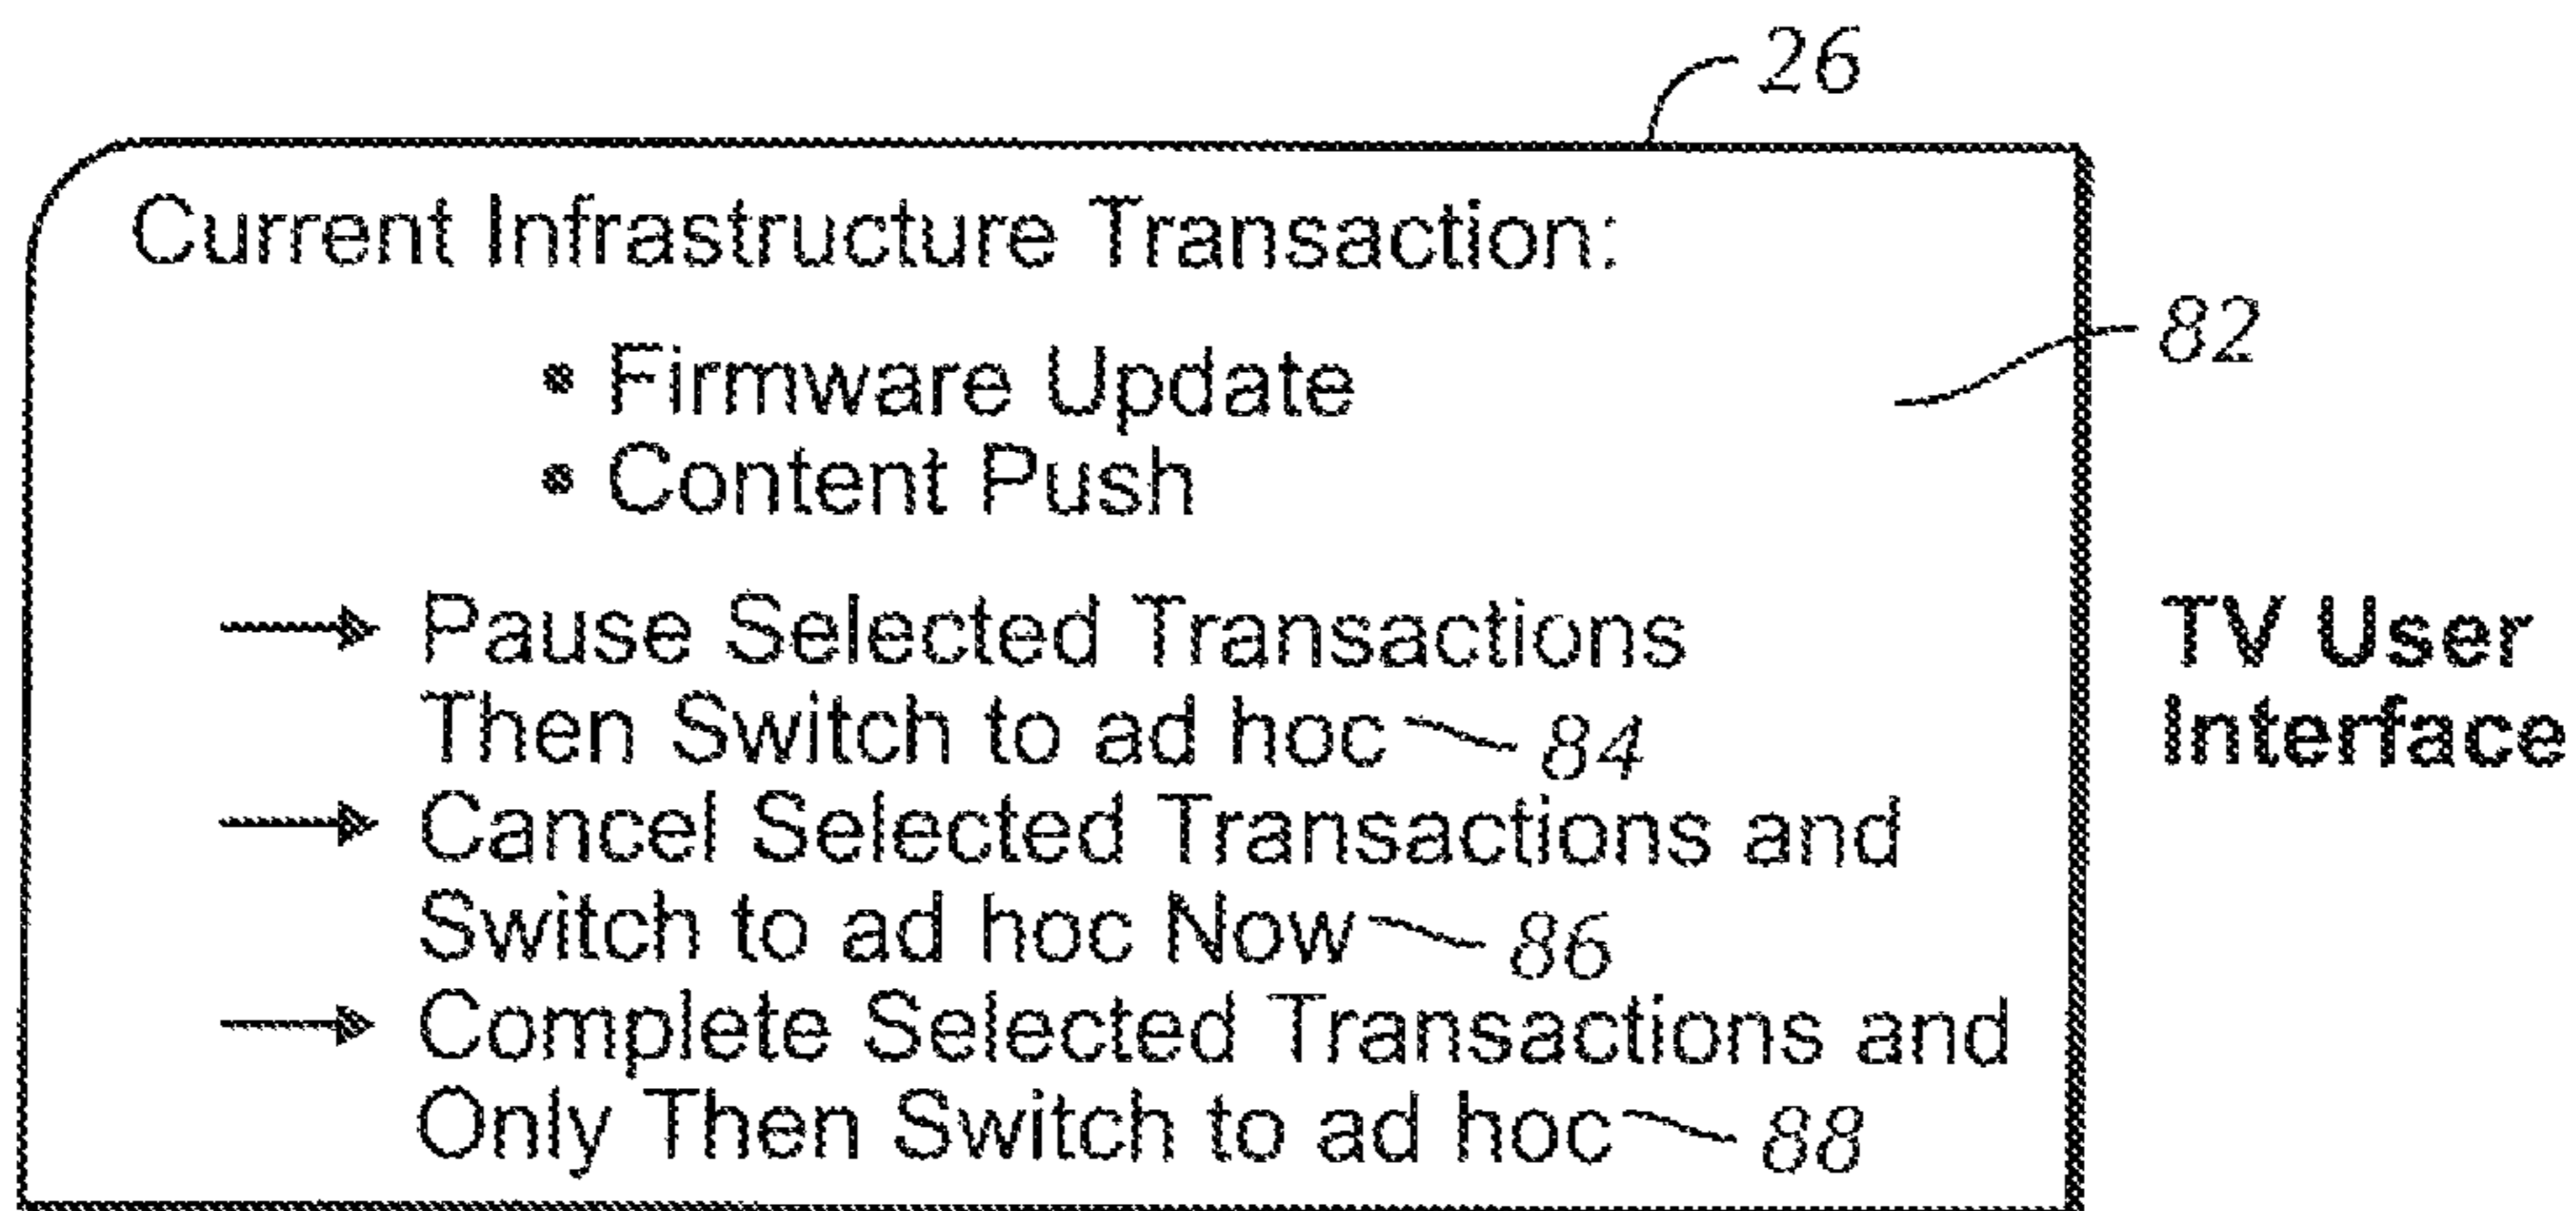 26
Current Infrastructure Transaction:
82
• Firmware Update
• Content Push
Pause Selected Transactions
Then Switch to ad hoc 84
Cancel Selected Transactions and
Switch to ad hoc Now 86
Complete Selected Transactions and
Only Then Switch to ad hoc 88
TV User
Interface